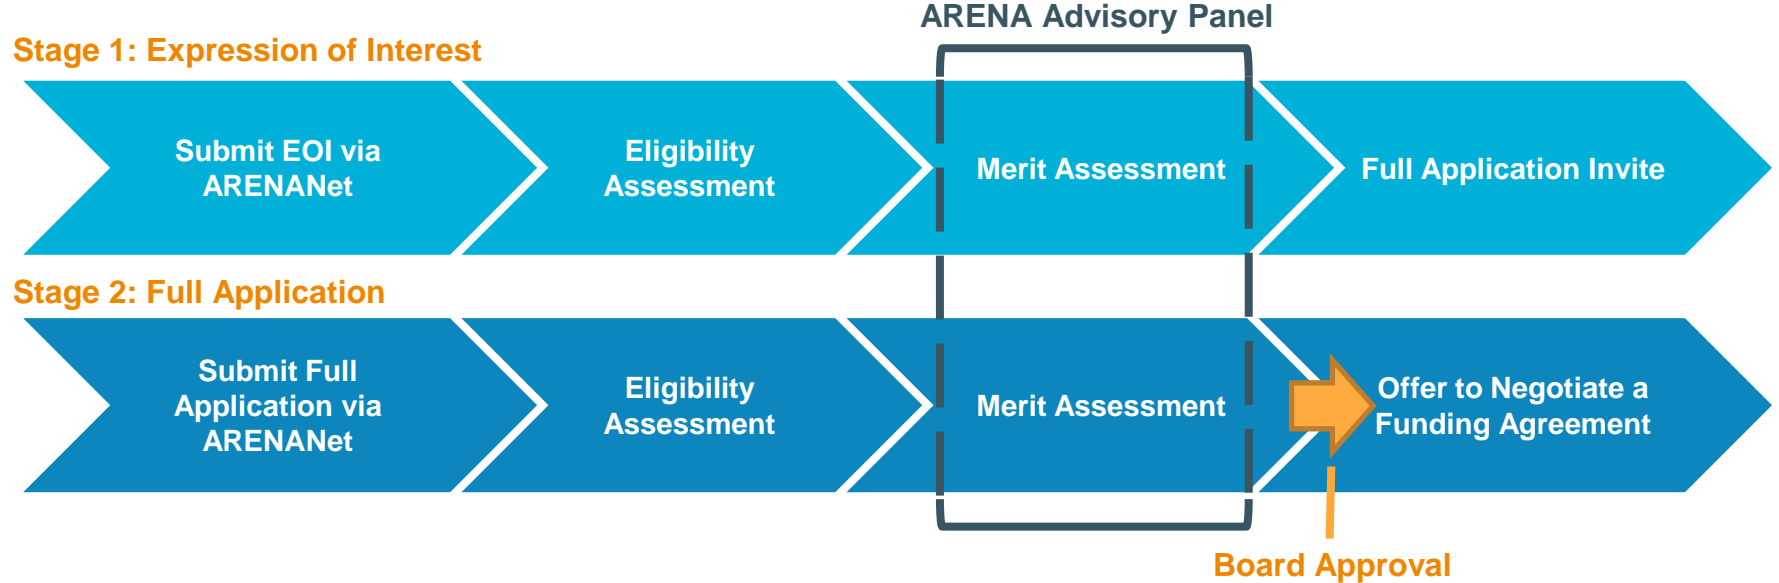 ARENA Advisory Panel
Stage 1: Expression of Interest
Submit EOI via
ARENANet
Eligibility
Assessment
Merit Assessment
Full Application Invite
Stage 2: Full Application
Submit Full
Application via
ARENANet
Eligibility
Assessment
Merit Assessment
Offer to Negotiate a
Funding Agreement
Board Approval